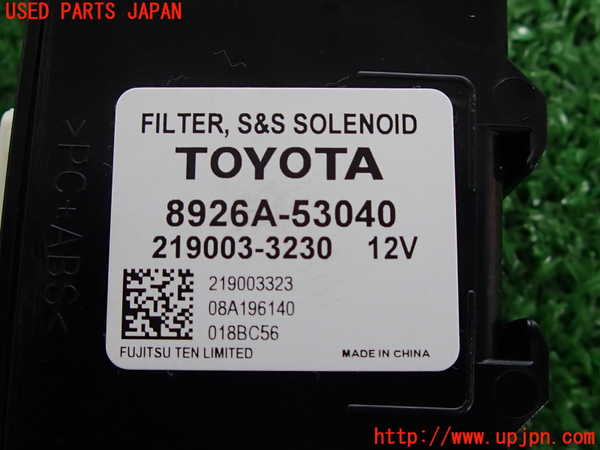 USED PARTS JAPAN
>PC+ABS<
FILTER, S&S SOLENOID
TOYOTA
8926A-53040
219003-3230 12V
219003323
08A196140
018BC56
FUJITSU TEN LIMITED
MADE IN CHINA
http://www.upjpn.com/